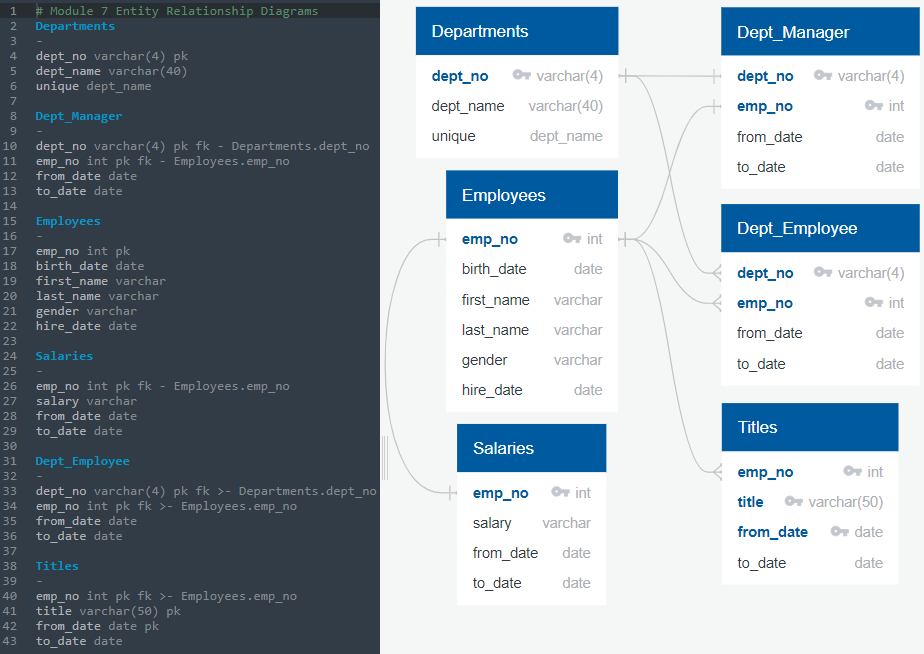 1 # Module 7 Entity Relationship Diagrams
2 Departments
3 -
4 dept_no varchar(4) pk
5 dept_name varchar(40)
6 unique dept_name
7
8 Dept_Manager
9 -
10 dept_no varchar(4) pk fk - Departments.dept_no
11 emp_no int pk fk - Employees.emp_no
12 from_date date
13 to_date date
14
15 Employees
16 -
17 emp_no int pk
18 birth_date date
19 first_name varchar
20 last_name varchar
21 gender varchar
22 hire_date date
23
24 Salaries
25 -
26 emp_no int pk fk - Employees.emp_no
27 salary varchar
28 from_date date
29 to_date date
30
31 Dept_Employee
32 -
33 dept_no varchar(4) pk fk >- Departments.dept_no
34 emp_no int pk fk >- Employees.emp_no
35 from_date date
36 to_date date
37
38 Titles
39 -
40 emp_no int pk fk >- Employees.emp_no
41 title varchar(50) pk
42 from_date date pk
43 to_date date
Departments
dept_no varchar(4)
dept_name varchar(40)
unique dept_name
Employees
emp_no int
birth_date date
first_name varchar
last_name varchar
gender varchar
hire_date date
Salaries
emp_no int
salary varchar
from_date date
to_date date
Dept_Manager
dept_no varchar(4)
emp_no int
from_date date
to_date date
Dept_Employee
dept_no varchar(4)
emp_no int
from_date date
to_date date
Titles
emp_no int
title varchar(50)
from_date date
to_date date